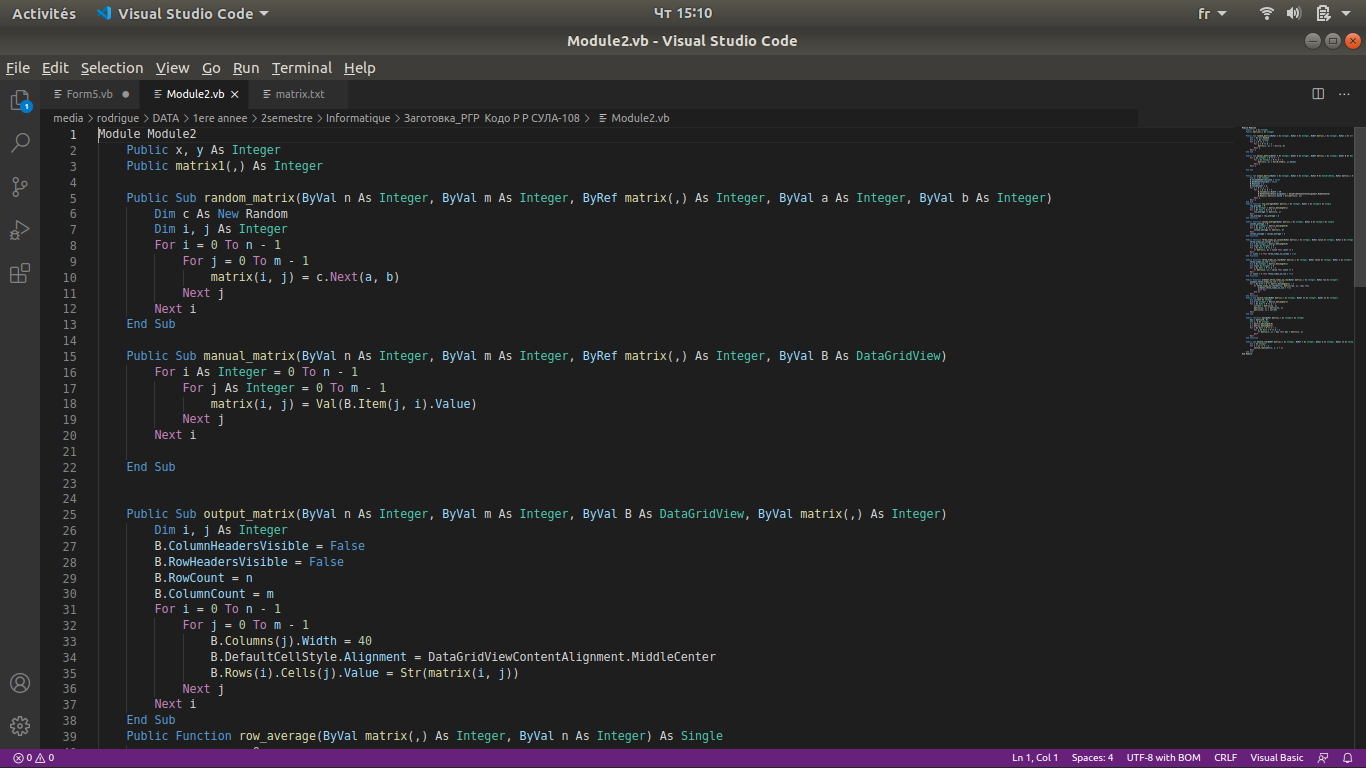 Activités Visual Studio Code Чт 15:10 fr
Module2.vb - Visual Studio Code
File Edit Selection View Go Run Terminal Help
1 Form5.vb Module2.vb matrix.txt
media > rodrigue > DATA > 1ere annee > 2semestre > Informatique > Заготовка_РГР Кодо Р Р СУЛА-108 > Module2.vb
1 Module Module2
2 Public x, y As Integer
3 Public matrix1(,) As Integer
4
5 Public Sub random_matrix(ByVal n As Integer, ByVal m As Integer, ByRef matrix(,) As Integer, ByVal a As Integer, ByVal b As Integer)
6 Dim c As New Random
7 Dim i, j As Integer
8 For i = 0 To n - 1
9 For j = 0 To m - 1
10 matrix(i, j) = c.Next(a, b)
11 Next j
12 Next i
13 End Sub
14
15 Public Sub manual_matrix(ByVal n As Integer, ByVal m As Integer, ByRef matrix(,) As Integer, ByVal B As DataGridView)
16 For i As Integer = 0 To n - 1
17 For j As Integer = 0 To m - 1
18 matrix(i, j) = Val(B.Item(j, i).Value)
19 Next j
20 Next i
21
22 End Sub
23
24
25 Public Sub output_matrix(ByVal n As Integer, ByVal m As Integer, ByVal B As DataGridView, ByVal matrix(,) As Integer)
26 Dim i, j As Integer
27 B.ColumnHeadersVisible = False
28 B.RowHeadersVisible = False
29 B.RowCount = n
30 B.ColumnCount = m
31 For i = 0 To n - 1
32 For j = 0 To m - 1
33 B.Columns(j).Width = 40
34 B.DefaultCellStyle.Alignment = DataGridViewContentAlignment.MiddleCenter
35 B.Rows(i).Cells(j).Value = Str(matrix(i, j))
36 Next j
37 Next i
38 End Sub
39 Public Function row_average(ByVal matrix(,) As Integer, ByVal n As Integer) As Single
0 0 Ln 1, Col 1 Spaces: 4 UTF-8 with BOM CRLF Visual Basic